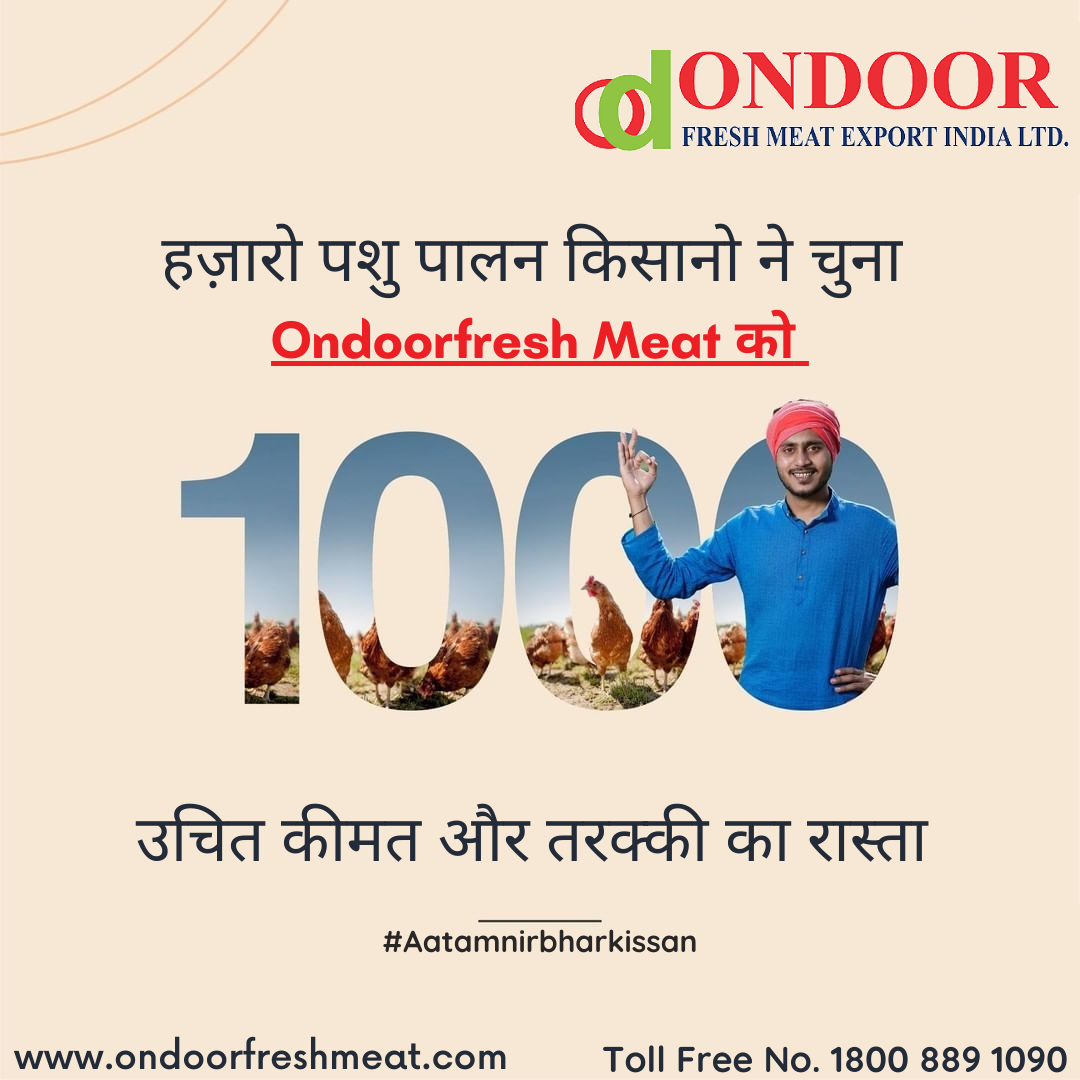 od ONDOOR
FRESH MEAT EXPORT INDIA LTD.
हज़ारो पशु पालन किसानो ने चुना
Ondoorfresh Meat को
1000
उचित कीमत और तरक्की का रास्ता
#Aatamnirbharkissan
www.ondoorfreshmeat.com
Toll Free No. 1800 889 1090